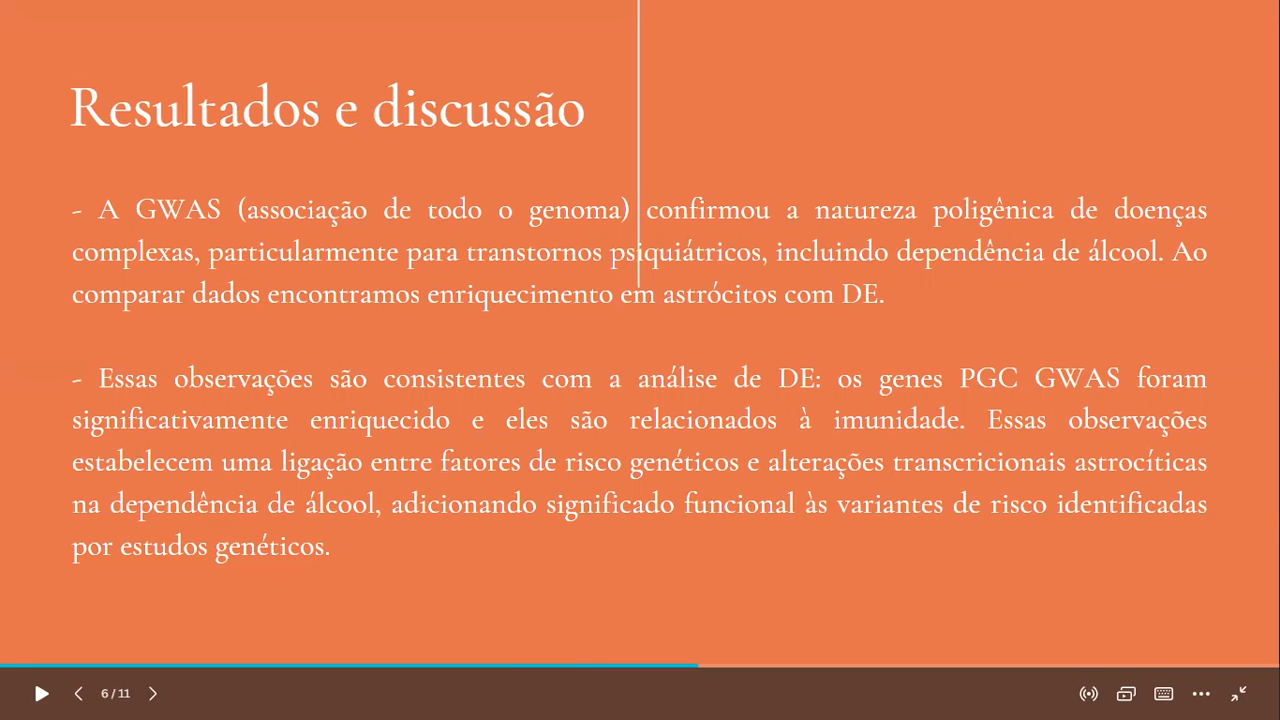 Resultados e discussão
- A GWAS (associação de todo o genoma) confirmou a natureza poligênica de doenças
complexas, particularmente para transtornos psiquiátricos, incluindo dependência de álcool. Ao
comparar dados encontramos enriquecimento em astrócitos com DE.
- Essas observações são consistentes com a análise de DE: os genes PGC GWAS foram
significativamente enriquecido e eles são relacionados à imunidade. Essas observações
estabelecem uma ligação entre fatores de risco genéticos e alterações transcricionais astrocíticas
na dependência de álcool, adicionando significado funcional às variantes de risco identificadas
por estudos genéticos.
6 / 11